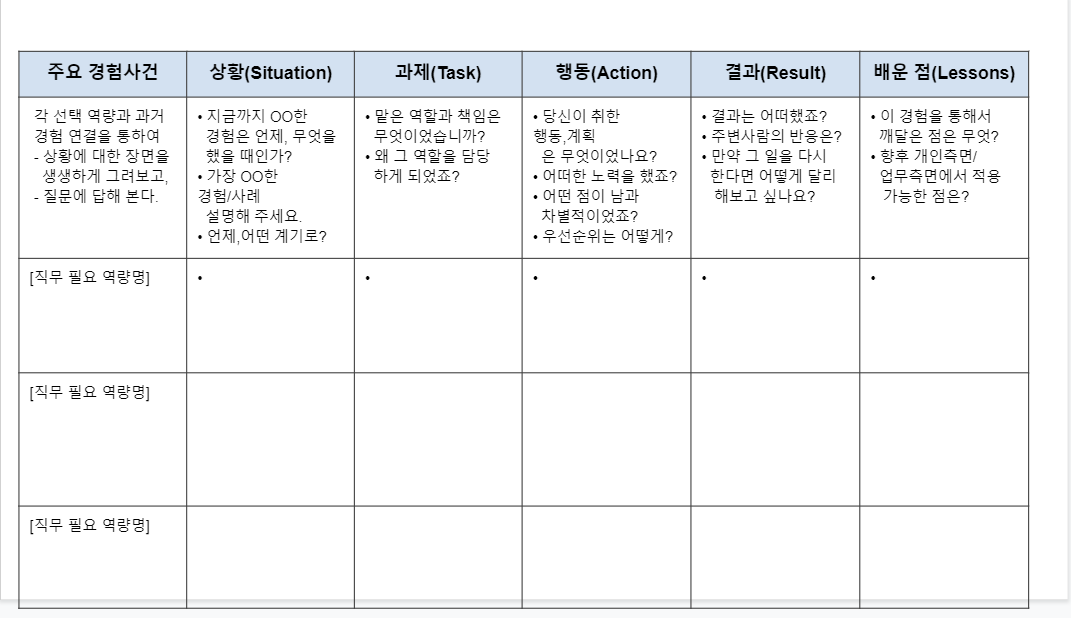 주요 경험사건
상황(Situation)
과제(Task)
행동(Action)
결과(Result)
배운 점(Lessons)
각 선택 역량과 과거
경험 연결을 통하여
- 상황에 대한 장면을
생생하게 그려보고,
- 질문에 답해 본다.
• 지금까지 OO한
경험은 언제, 무엇을
했을 때인가?
• 가장 OO한
경험/사례
설명해 주세요.
• 언제,어떤 계기로?
• 맡은 역할과 책임은
무엇이었습니까?
• 왜 그 역할을 담당
하게 되었죠?
• 당신이 취한
행동,계획
은 무엇이었나요?
• 어떠한 노력을 했죠?
• 어떤 점이 남과
차별적이었죠?
• 우선순위는 어떻게?
• 결과는 어떠했죠?
• 주변사람의 반응은?
• 만약 그 일을 다시
한다면 어떻게 달리
해보고 싶나요?
• 이 경험을 통해서
깨달은 점은 무엇?
• 향후 개인측면/
업무측면에서 적용
가능한 점은?
[직무 필요 역량명]
•
•
•
•
•
[직무 필요 역량명]
[직무 필요 역량명]